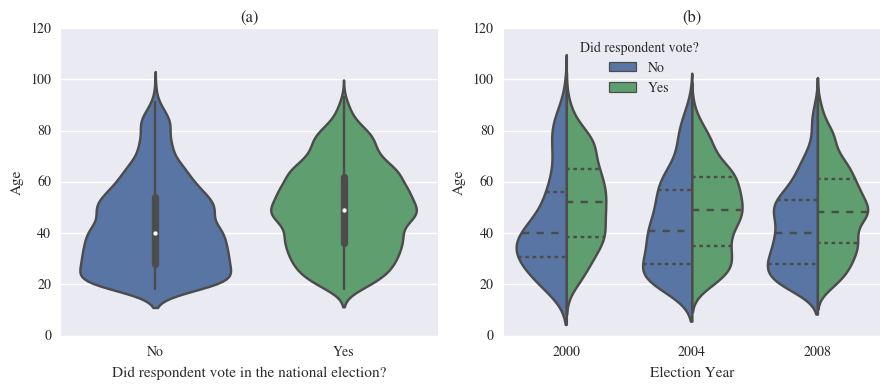 (a)
120
100
80
60
40
20
0
Age
No
Yes
Did respondent vote in the national election?
(b)
120
100
80
60
40
20
0
Age
Did respondent vote?
No
Yes
2000
2004
2008
Election Year